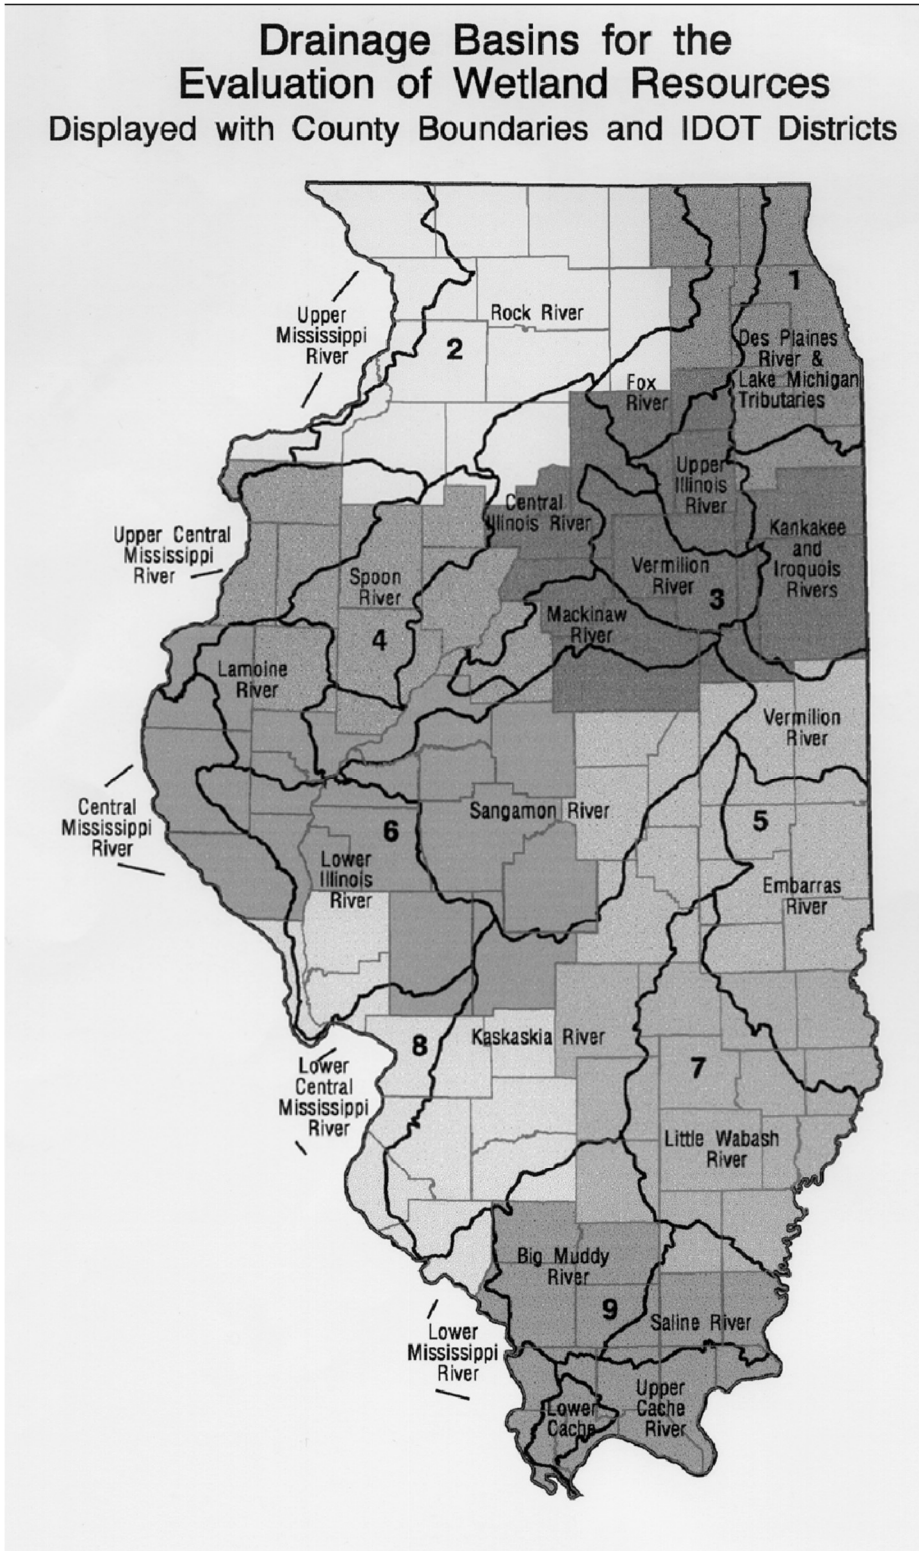 Drainage Basins for the
Evaluation of Wetland Resources
Displayed with County Boundaries and IDOT Districts
1
Upper
Mississippi
River
Rock River
2
Des Plaines
River &
Lake Michigan
Tributaries
Fox
River
Upper
Illinois
River
Central
Illinois River
Kankakee
and
Iroquois
Rivers
Upper Central
Mississippi
River
Spoon
River
Vermilion
River
3
Mackinaw
River
4
Lamoine
River
Vermilion
River
Central
Mississippi
River
Sangamon River
5
6
Lower
Illinois
River
Embarras
River
8
Kaskaskia River
Lower
Central
Mississippi
River
7
Little Wabash
River
Big Muddy
River
9
Saline River
Lower
Mississippi
River
Upper
Cache
River
Lower
Cache